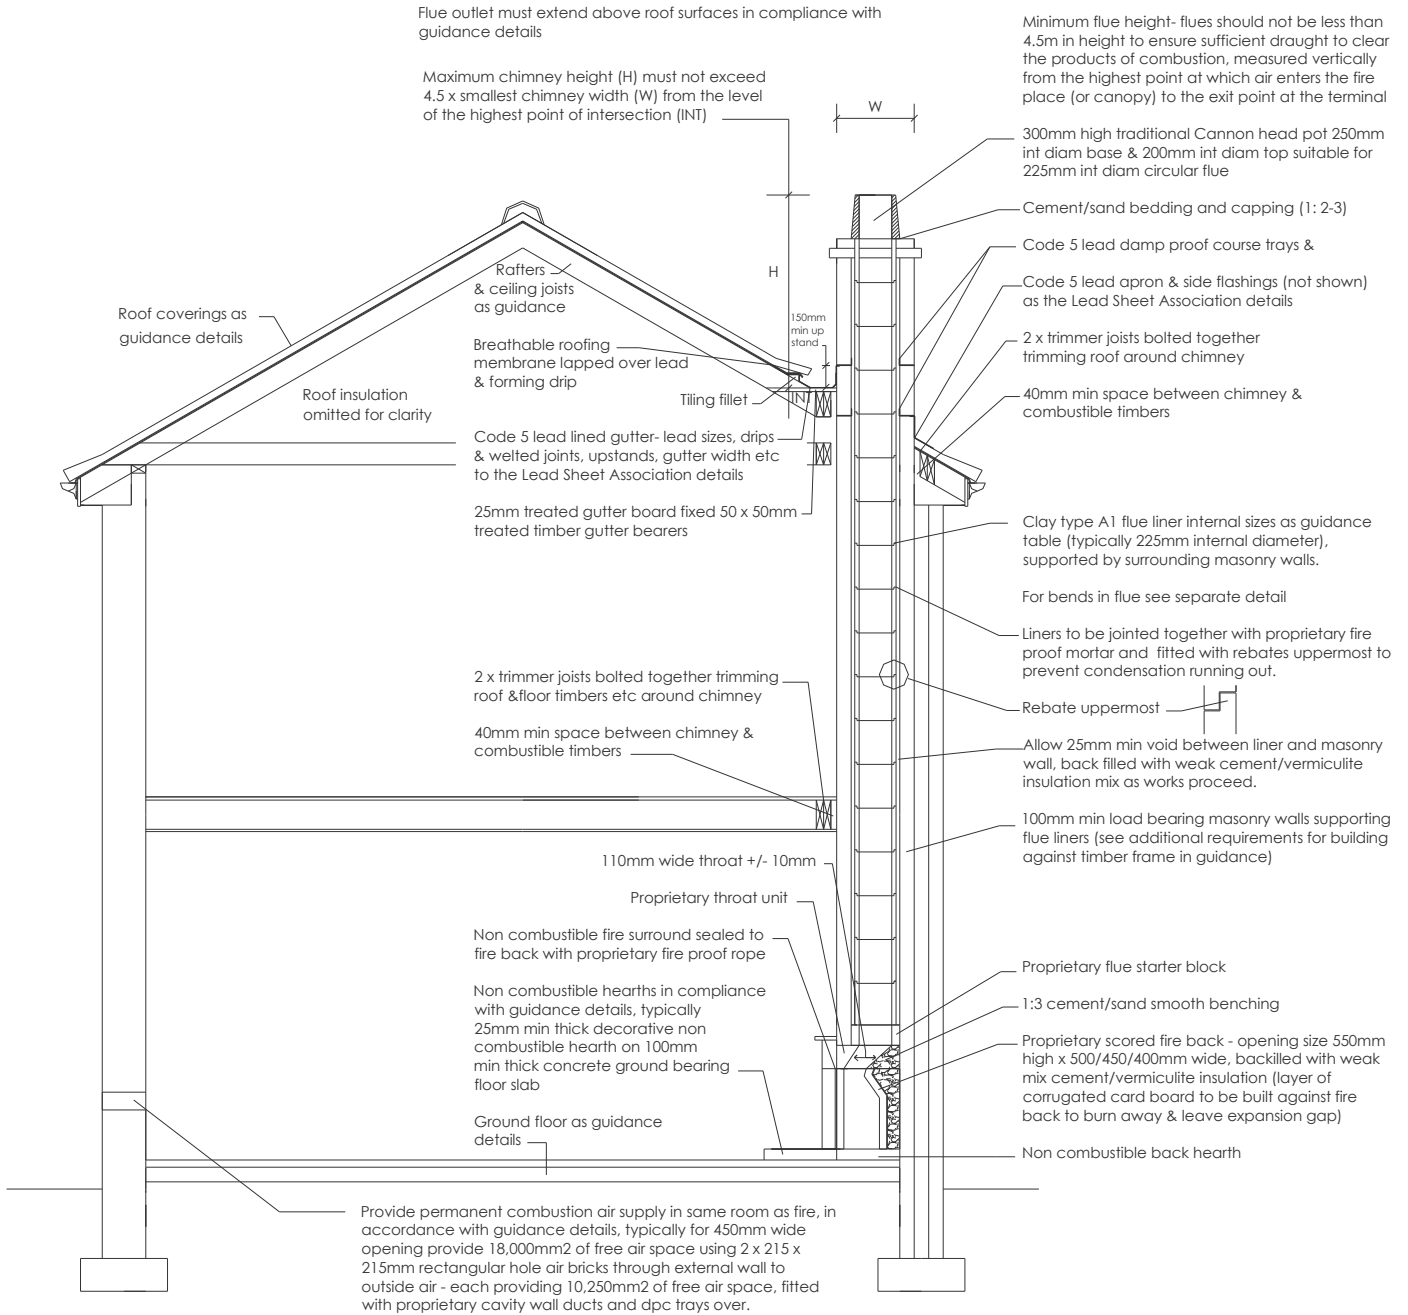 Flue outlet must extend above roof surfaces in compliance with
guidance details
Maximum chimney height (H) must not exceed
4.5 x smallest chimney width (W) from the level
of the highest point of intersection (INT)
W
Minimum flue height- flues should not be less than
4.5m in height to ensure sufficient draught to clear
the products of combustion, measured vertically
from the highest point at which air enters the fire
place (or canopy) to the exit point at the terminal
300mm high traditional Cannon head pot 250mm
int diam base & 200mm int diam top suitable for
225mm int diam circular flue
Cement/sand bedding and capping (1: 2-3)
Code 5 lead damp proof course trays &
Code 5 lead apron & side flashings (not shown)
as the Lead Sheet Association details
2 x trimmer joists bolted together
trimming roof around chimney
40mm min space between chimney &
combustible timbers
H
Rafters
& ceiling joists
as guidance
Roof coverings as
guidance details
150mm
min up
stand
Breathable roofing
membrane lapped over lead
& forming drip
Roof insulation
omitted for clarity
Tiling fillet
INT
Code 5 lead lined gutter- lead sizes, drips
& welted joints, upstands, gutter width etc
to the Lead Sheet Association details
25mm treated gutter board fixed 50 x 50mm
treated timber gutter bearers
Clay type A1 flue liner internal sizes as guidance
table (typically 225mm internal diameter),
supported by surrounding masonry walls.
For bends in flue see separate detail
Liners to be jointed together with proprietary fire
proof mortar and fitted with rebates uppermost to
prevent condensation running out.
Rebate uppermost
2 x trimmer joists bolted together trimming
roof &floor timbers etc around chimney
40mm min space between chimney &
combustible timbers
Allow 25mm min void between liner and masonry
wall, back filled with weak cement/vermiculite
insulation mix as works proceed.
100mm min load bearing masonry walls supporting
flue liners (see additional requirements for building
against timber frame in guidance)
110mm wide throat +/- 10mm
Proprietary throat unit
Non combustible fire surround sealed to
fire back with proprietary fire proof rope
Non combustible hearths in compliance
with guidance details, typically
25mm min thick decorative non
combustible hearth on 100mm
min thick concrete ground bearing
floor slab
Ground floor as guidance
details
Proprietary flue starter block
1:3 cement/sand smooth benching
Proprietary scored fire back - opening size 550mm
high x 500/450/400mm wide, backilled with weak
mix cement/vermiculite insulation (layer of
corrugated card board to be built against fire
back to burn away & leave expansion gap)
Non combustible back hearth
Provide permanent combustion air supply in same room as fire, in
accordance with guidance details, typically for 450mm wide
opening provide 18,000mm2 of free air space using 2 x 215 x
215mm rectangular hole air bricks through external wall to
outside air - each providing 10,250mm2 of free air space, fitted
with proprietary cavity wall ducts and dpc trays over.